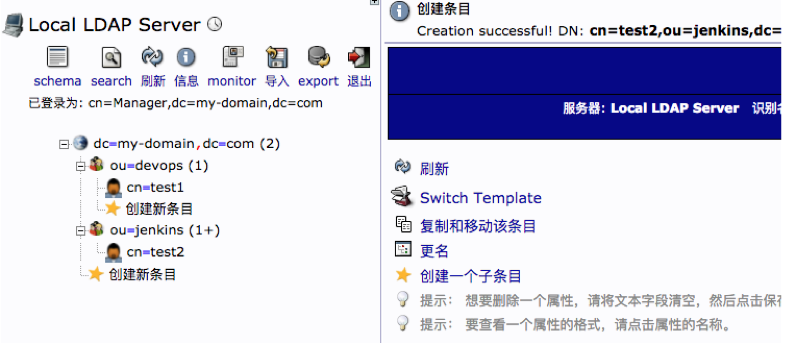 Local LDAP Server
schema search 刷新 信息 monitor 导入 export 退出
已登录为: cn=Manager,dc=my-domain,dc=com
dc=my-domain,dc=com (2)
ou=devops (1)
cn=test1
创建新条目
ou=jenkins (1+)
cn=test2
创建新条目
创建条目
Creation successful! DN: cn=test2,ou=jenkins,dc=
服务器: Local LDAP Server 识别名
刷新
Switch Template
复制和移动该条目
更名
创建一个子条目
提示: 想要删除一个属性，请将文本字段清空，然后点击保存
提示: 要查看一个属性的格式，请点击属性的名称。